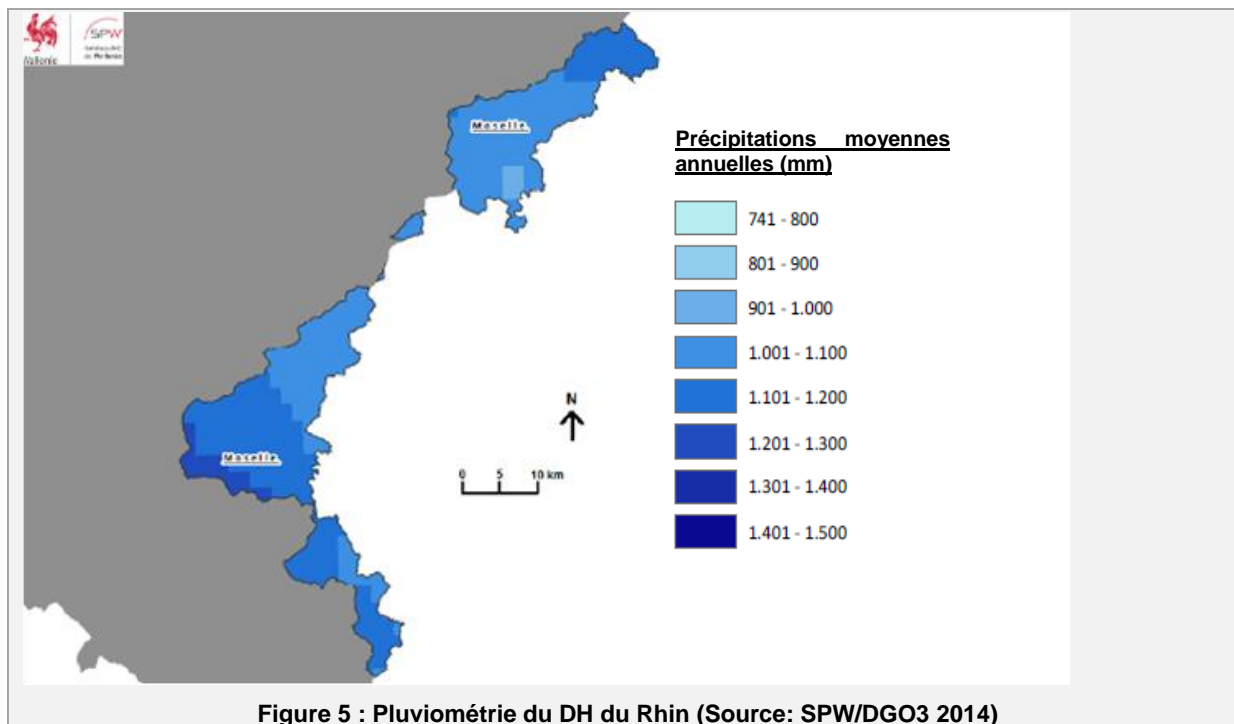 Wallonie
SPW
Moselle
Moselle
N
0 5 10 km
Précipitations moyennes
annuelles (mm)
741 - 800
801 - 900
901 - 1.000
1.001 - 1.100
1.101 - 1.200
1.201 - 1.300
1.301 - 1.400
1.401 - 1.500
Figure 5 : Pluviométrie du DH du Rhin (Source: SPW/DGO3 2014)